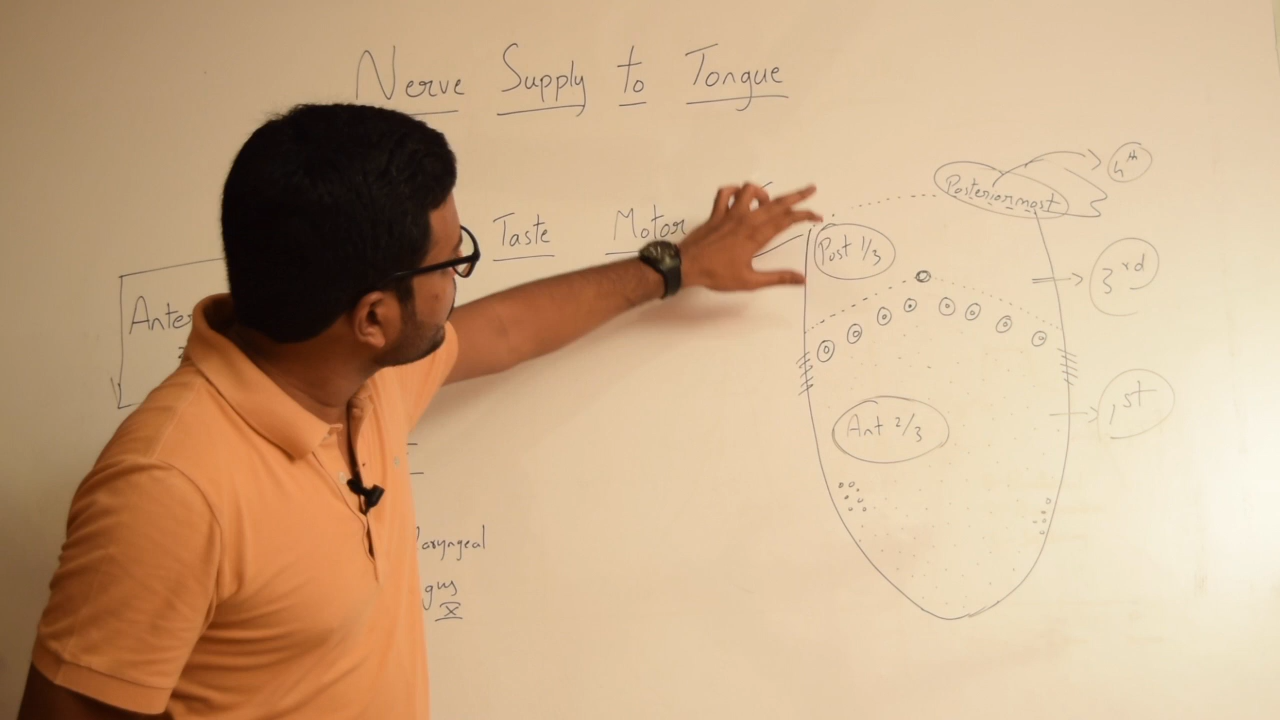 Nerve Supply to Tongue
Taste Motor
Ante
aryngeal
gus
X
Posteriormost
4th
Post 1/3
3rd
Ant 2/3
1st